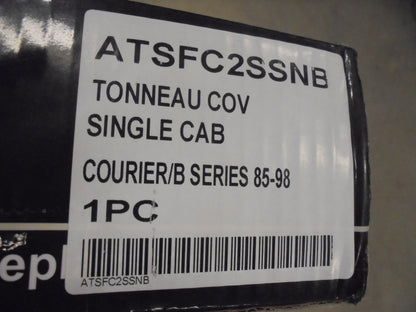 ATSFC2SSNB
TONNEAU COV
SINGLE CAB
COURIER/B SERIES 85-98
1PC
ATSFC2SSNB